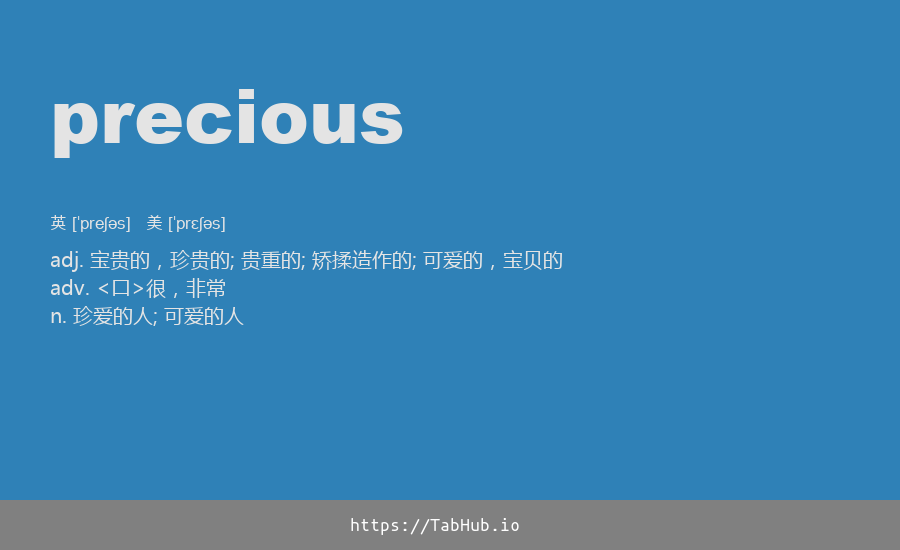 precious
英 ['preʃəs] 美 ['prɛʃəs]
adj. 宝贵的，珍贵的; 贵重的; 矫揉造作的; 可爱的，宝贝的
adv. <口>很，非常
n. 珍爱的人; 可爱的人
https://TabHub.io